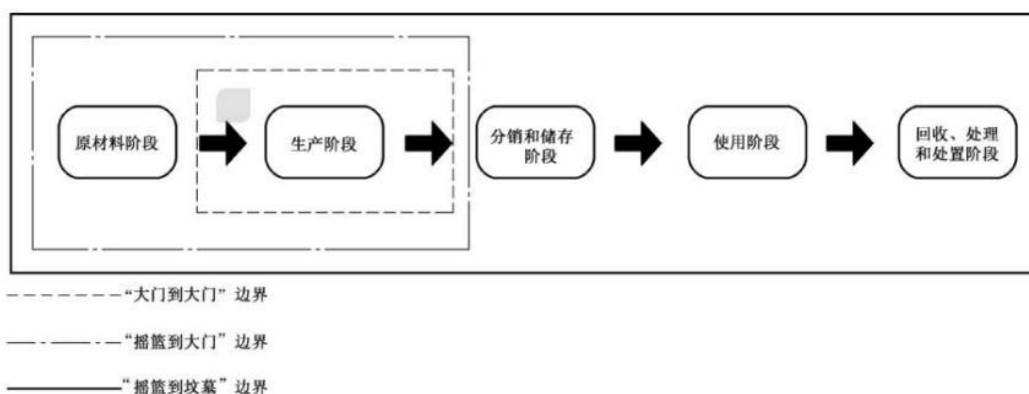 原材料阶段
生产阶段
分销和储存
阶段
使用阶段
回收、处理
和处置阶段
“大门到大门”边界
“摇篮到大门”边界
“摇篮到坟墓”边界